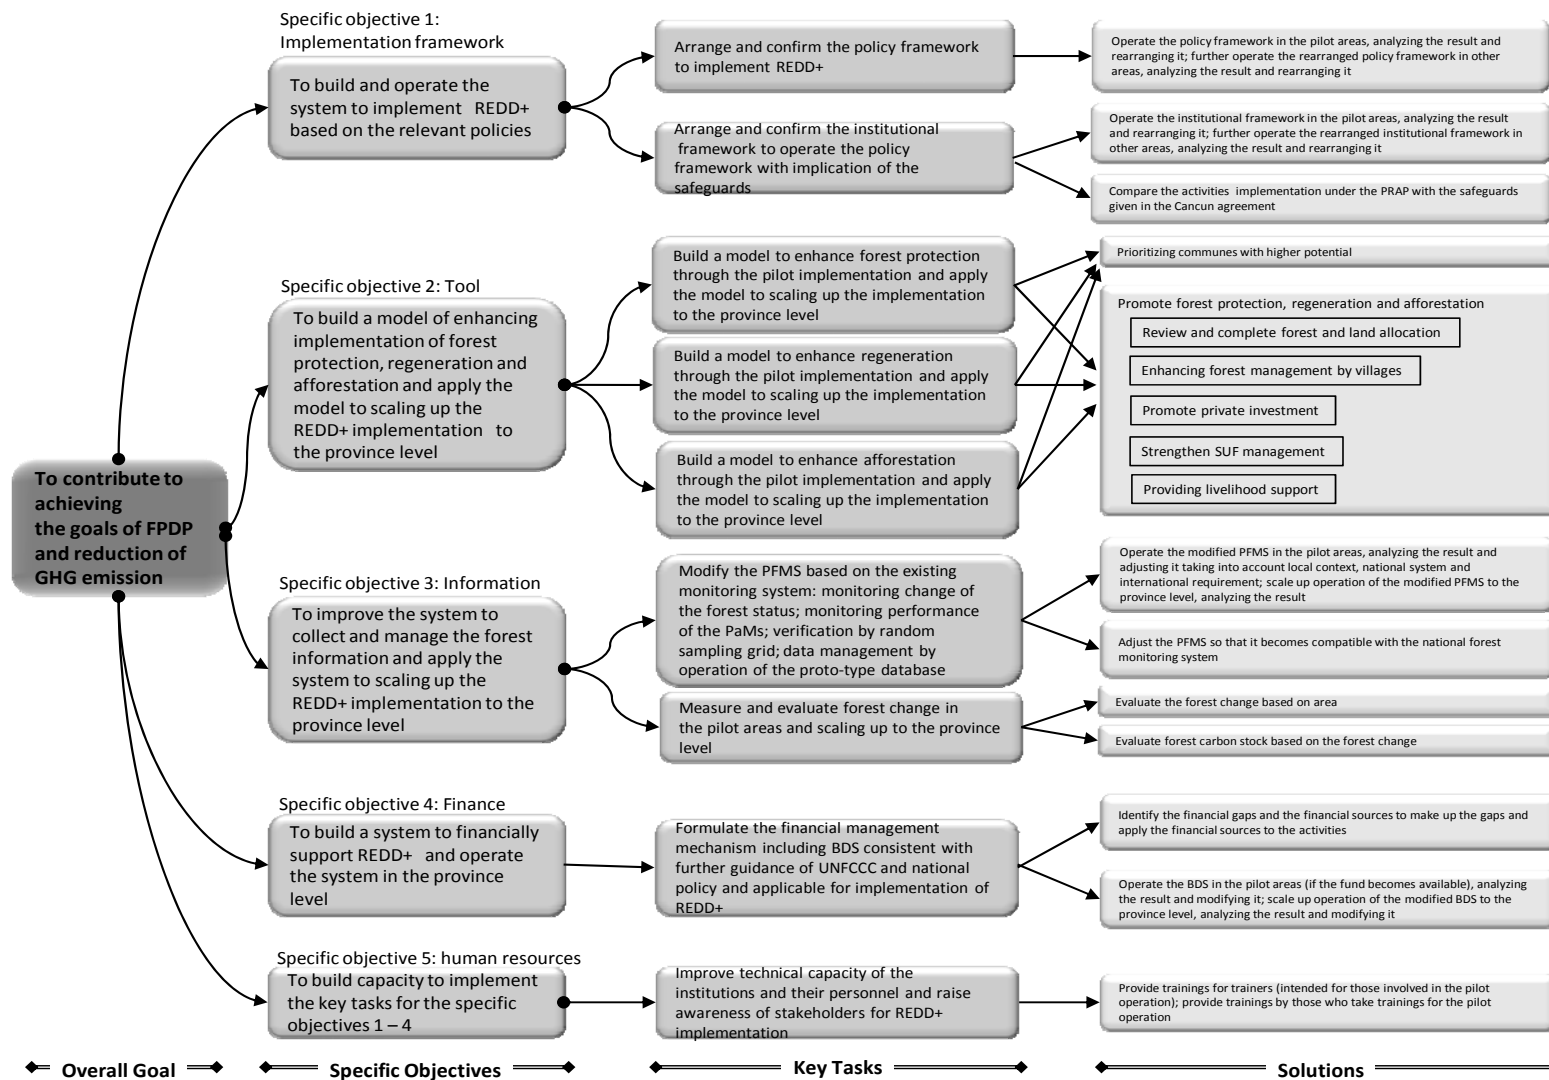 Specific objective 1:
Implementation framework
To build and operate the
system to implement REDD+
based on the relevant policies
Arrange and confirm the policy framework
to implement REDD+
Operate the policy framework in the pilot areas, analyzing the result and
rearranging it; further operate the rearranged policy framework in other
areas, analyzing the result and rearranging it
Arrange and confirm the institutional
framework to operate the policy
framework with implication of the
safeguards
Operate the institutional framework in the pilot areas, analyzing the result
and rearranging it; further operate the rearranged institutional framework in
other areas, analyzing the result and rearranging it
Compare the activities implementation under the PRAP with the safeguards
given in the Cancun agreement
Specific objective 2: Tool
To build a model of enhancing
implementation of forest
protection, regeneration and
afforestation and apply the
model to scaling up the
REDD+ implementation to
the province level
Build a model to enhance forest protection
through the pilot implementation and apply
the model to scaling up the implementation
to the province level
Build a model to enhance regeneration
through the pilot implementation and apply
the model to scaling up the implementation
to the province level
Build a model to enhance afforestation
through the pilot implementation and apply
the model to scaling up the implementation
to the province level
Prioritizing communes with higher potential
Promote forest protection, regeneration and afforestation
Review and complete forest and land allocation
Enhancing forest management by villages
Promote private investment
Strengthen SUF management
Providing livelihood support
To contribute to
achieving
the goals of FPDP
and reduction of
GHG emission
Specific objective 3: Information
To improve the system to
collect and manage the forest
information and apply the
system to scaling up the
REDD+ implementation to the
province level
Modify the PFMS based on the existing
monitoring system: monitoring change of
the forest status; monitoring performance
of the PaMs; verification by random
sampling grid; data management by
operation of the proto-type database
Operate the modified PFMS in the pilot areas, analyzing the result and
adjusting it taking into account local context, national system and
international requirement; scale up operation of the modified PFMS to the
province level, analyzing the result
Adjust the PFMS so that it becomes compatible with the national forest
monitoring system
Measure and evaluate forest change in
the pilot areas and scaling up to the province
level
Evaluate the forest change based on area
Evaluate forest carbon stock based on the forest change
Specific objective 4: Finance
To build a system to financially
support REDD+ and operate
the system in the province
level
Formulate the financial management
mechanism including BDS consistent with
further guidance of UNFCCC and national
policy and applicable for implementation of
REDD+
Identify the financial gaps and the financial sources to make up the gaps and
apply the financial sources to the activities
Operate the BDS in the pilot areas (if the fund becomes available), analyzing
the result and modifying it; scale up operation of the modified BDS to the
province level, analyzing the result and modifying it
Specific objective 5: human resources
To build capacity to implement
the key tasks for the specific
objectives 1 – 4
Improve technical capacity of the
institutions and their personnel and raise
awareness of stakeholders for REDD+
implementation
Provide trainings for trainers (intended for those involved in the pilot
operation); provide trainings by those who take trainings for the pilot
operation
Overall Goal
Specific Objectives
Key Tasks
Solutions